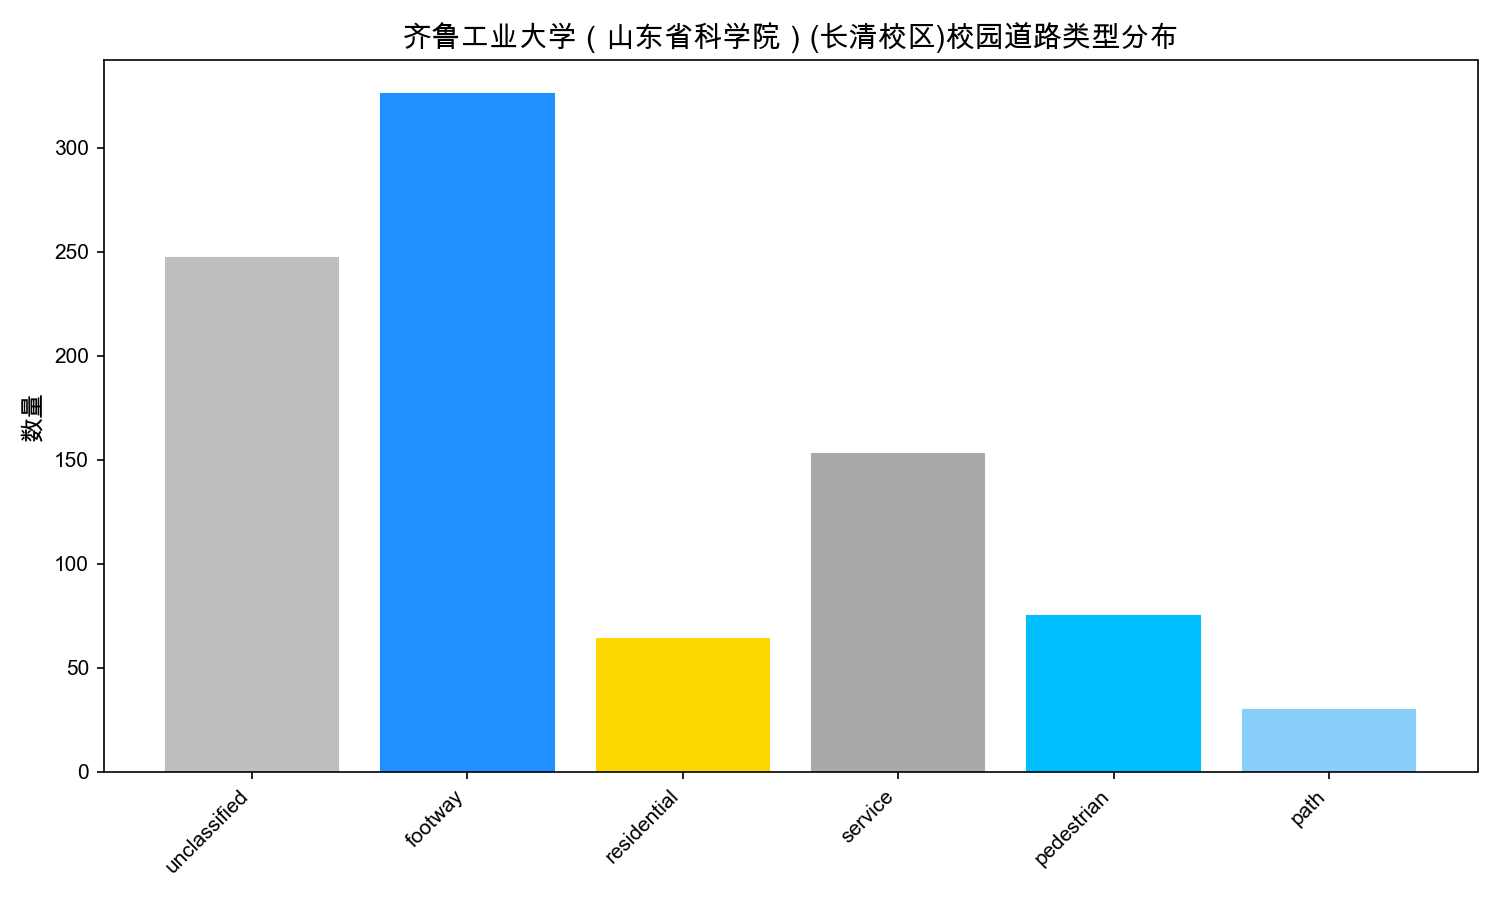 齐鲁工业大学（山东省科学院）(长清校区)校园道路类型分布
数量
300
250
200
150
100
50
0
unclassified
footway
residential
service
pedestrian
path